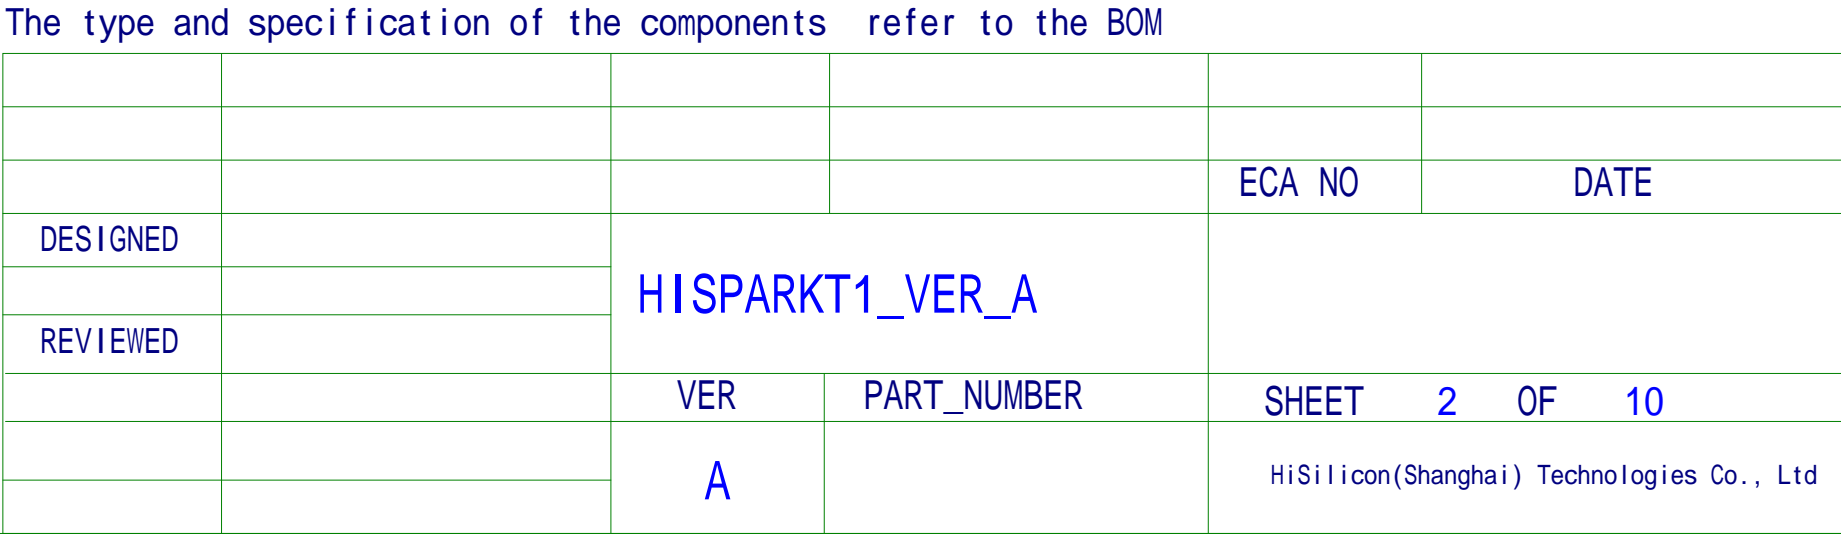 The type and specification of the components refer to the BOM
ECA NO DATE
DESIGNED
HISPARKT1_VER_A
REVIEWED
VER PART_NUMBER SHEET 2 OF 10
A HiSilicon(Shanghai) Technologies Co., Ltd